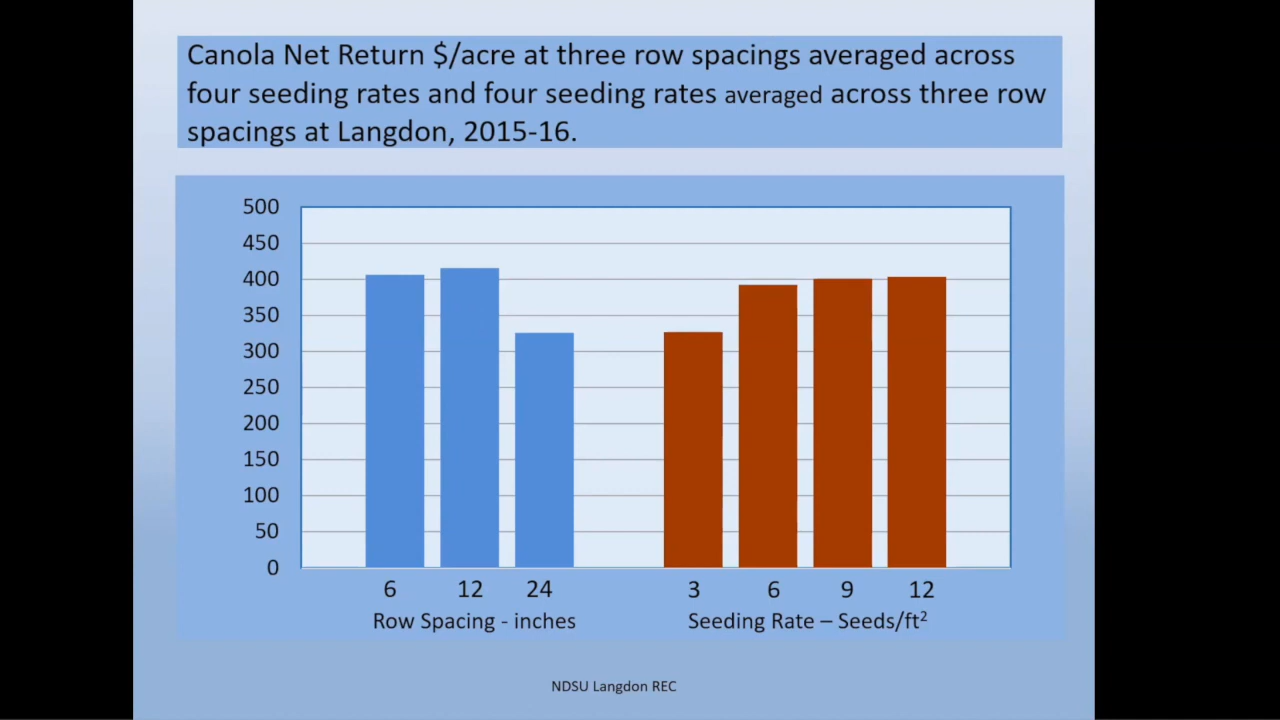 Canola Net Return $/acre at three row spacings averaged across
four seeding rates and four seeding rates averaged across three row
spacings at Langdon, 2015-16.
500
450
400
350
300
250
200
150
100
50
0
6 12 24 3 6 9 12
Row Spacing - inches Seeding Rate – Seeds/ft²
NDSU Langdon REC